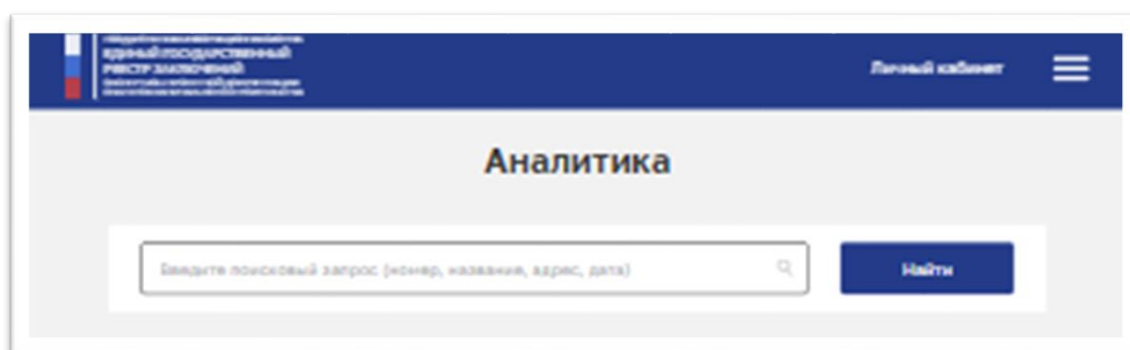 ЕДИНЫЙ ГОСУДАРСТВЕННЫЙ
РЕЕСТР ЗАКЛЮЧЕНИЙ
Личный кабинет
Аналитика
Введите поисковый запрос (номер, название, адрес, дата)
Найти